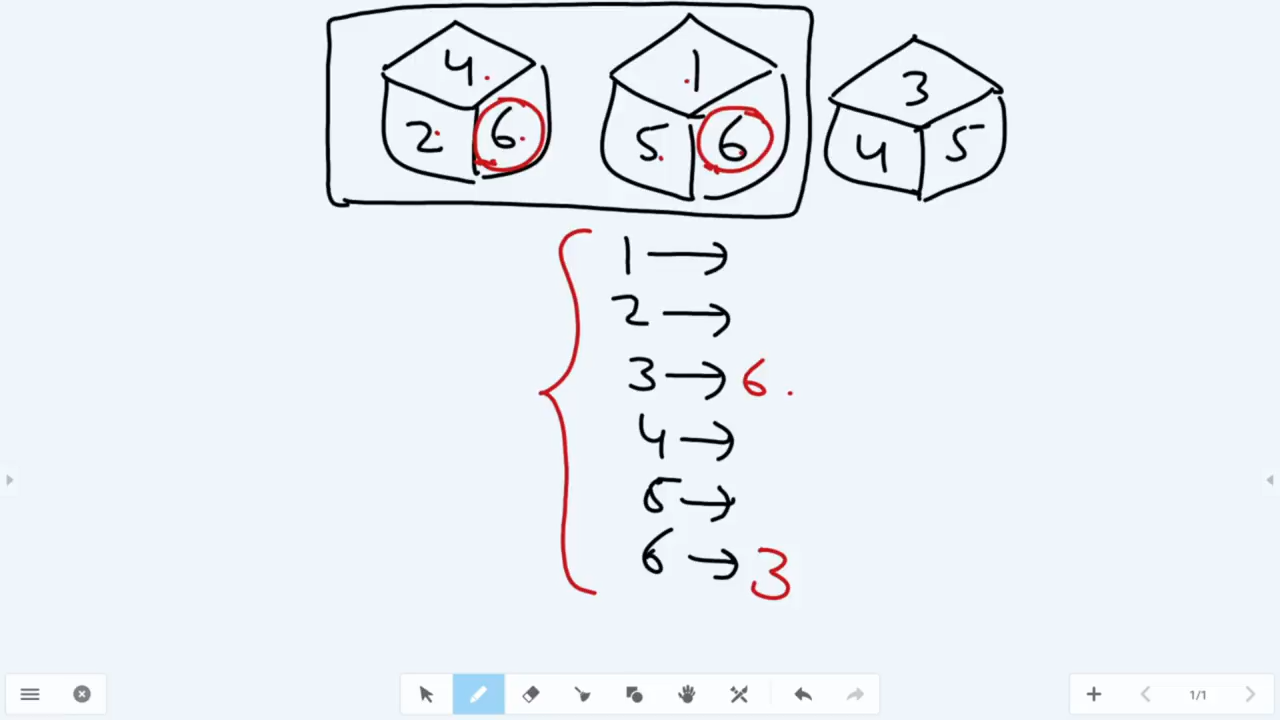 4 2 6
1 5 6
3 4 5
1 →
2 →
3 → 6
4 →
5 →
6 → 3
1/1